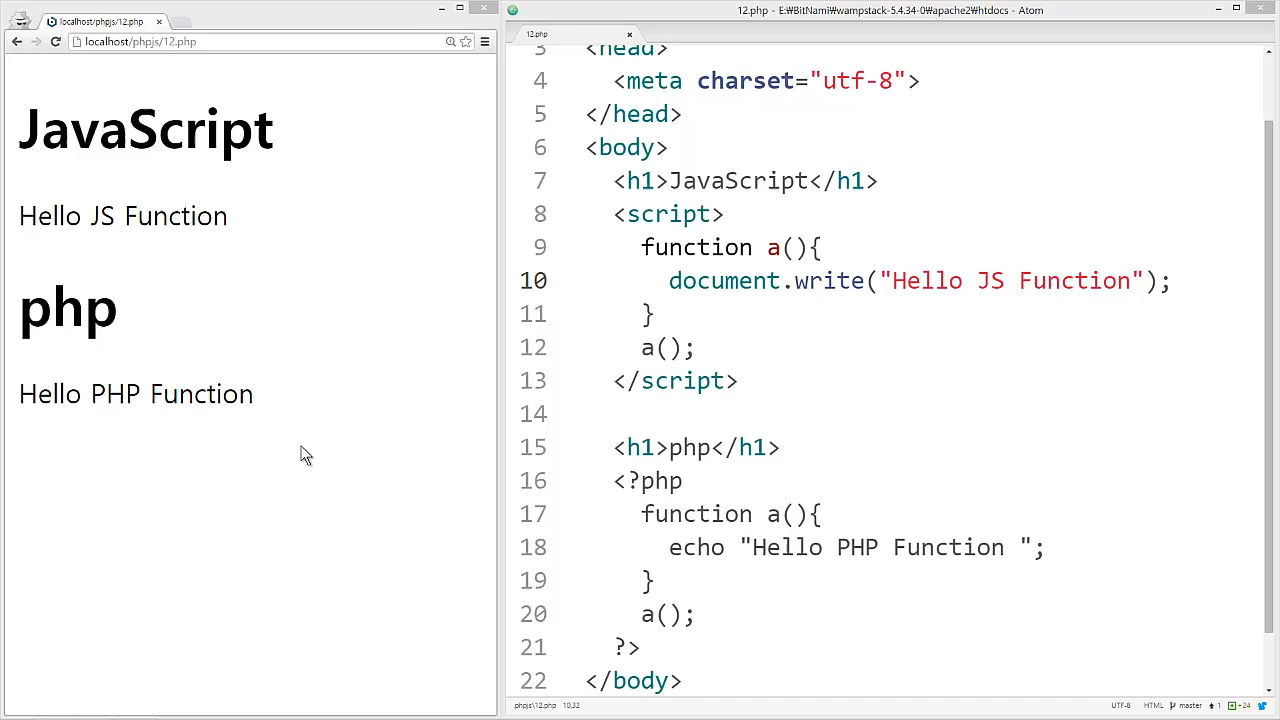 localhost/phpjs/12.php
localhost/phpjs/12.php
JavaScript
Hello JS Function
php
Hello PHP Function
12.php - E:₩BitNami₩wampstack-5.4.34-0₩apache2₩htdocs - Atom
12.php
3 <head>
4 <meta charset="utf-8">
5 </head>
6 <body>
7 <h1>JavaScript</h1>
8 <script>
9 function a(){
10 document.write("Hello JS Function");
11 }
12 a();
13 </script>
14
15 <h1>php</h1>
16 <?php
17 function a(){
18 echo "Hello PHP Function ";
19 }
20 a();
21 ?>
22 </body>
phpjs\12.php 10,32
UTF-8 HTML master 1 +24